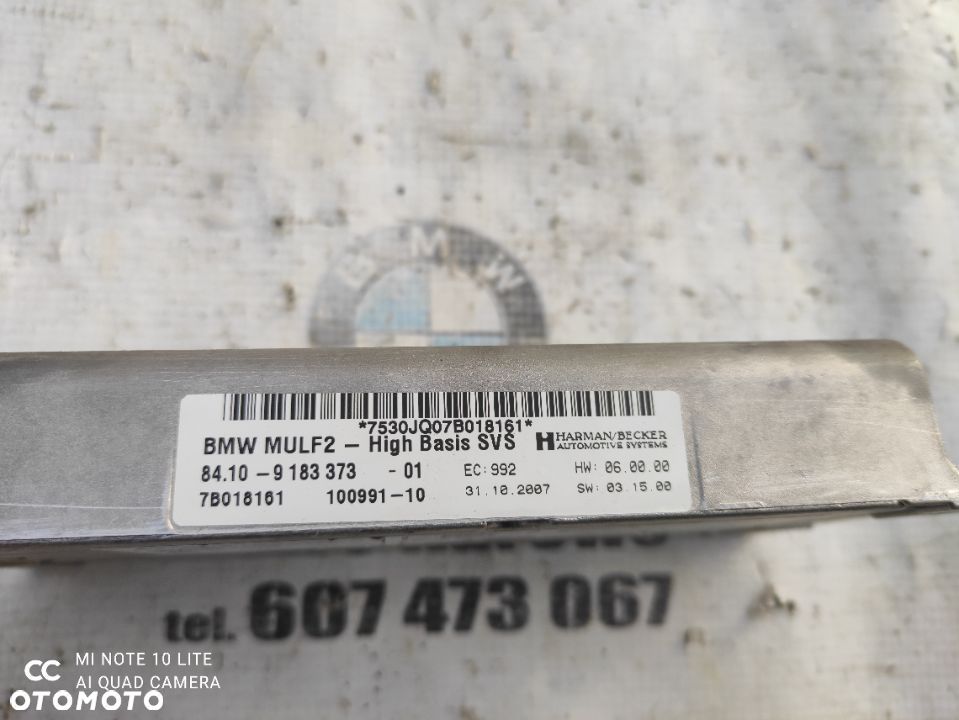 BMW
*7530JQ07B018161*
BMW MULF2 – High Basis SVS HARMAN/BECKER
AUTOMOTIVE SYSTEMS
84.10 – 9 183 373 - 01 EC: 992 HW: 06.00.00
7B018161 100991-10 31.10.2007 SW: 03.15.00
tel. 607 473 067
MI NOTE 10 LITE
AI QUAD CAMERA
OTOMOTO